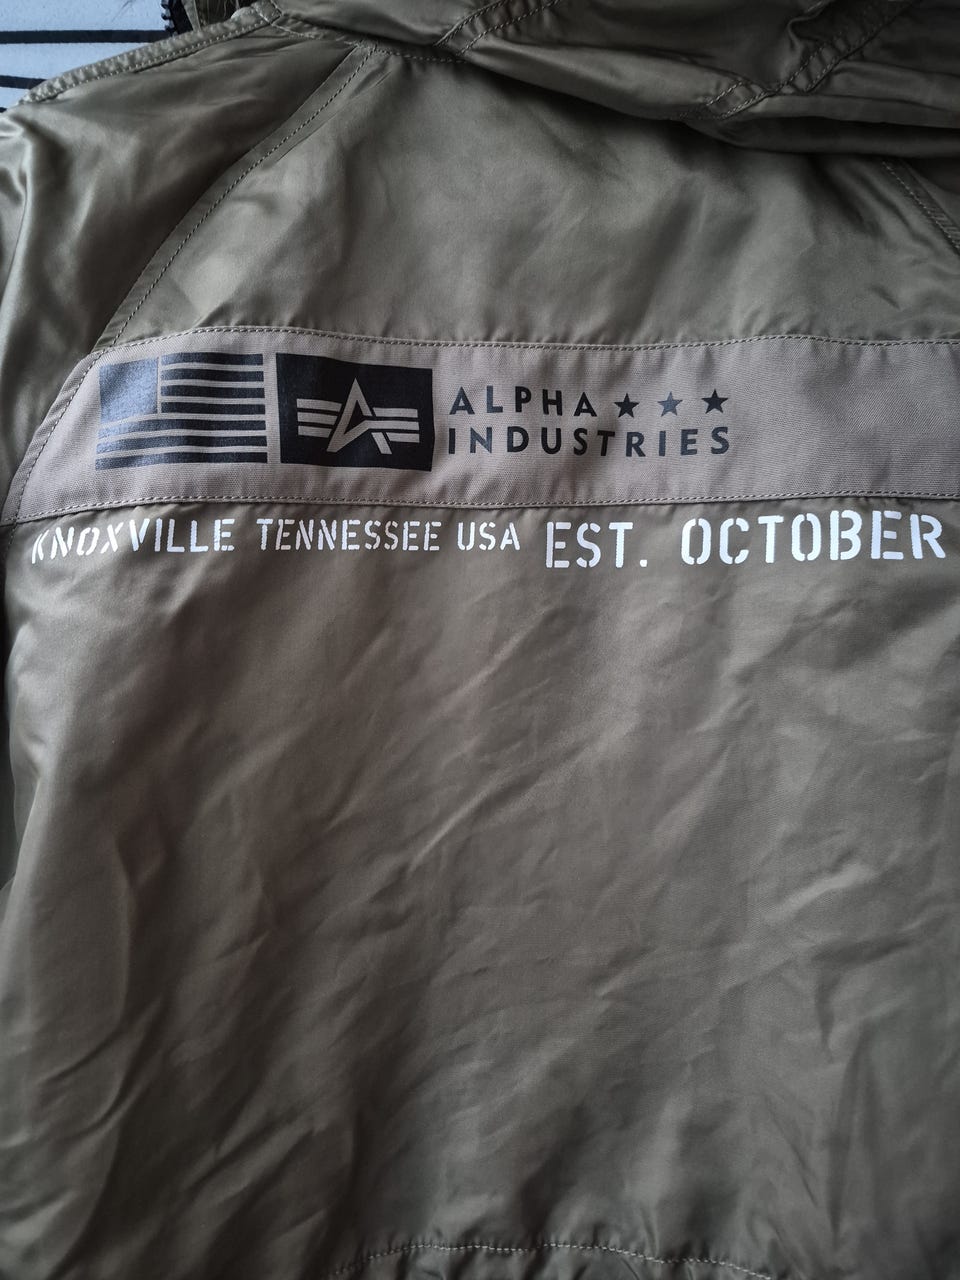 ALPHA ★★★
INDUSTRIES
KNOXVILLE TENNESSEE USA EST. OCTOBER